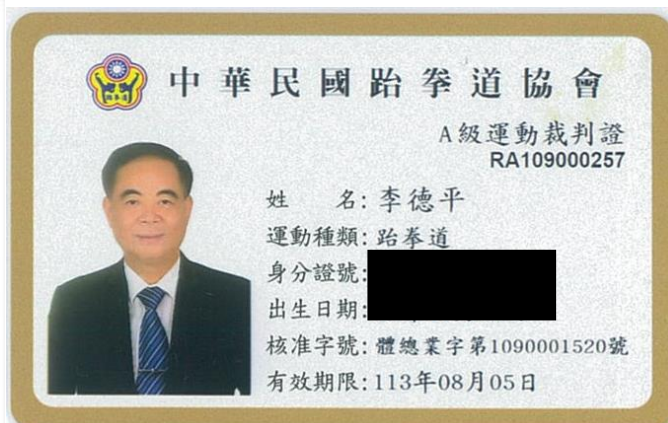 中華民國跆拳道協會
A級運動裁判證
RA109000257
姓 名: 李德平
運動種類: 跆拳道
身分證號:
出生日期:
核准字號: 體總業字第1090001520號
有效期限: 113年08月05日